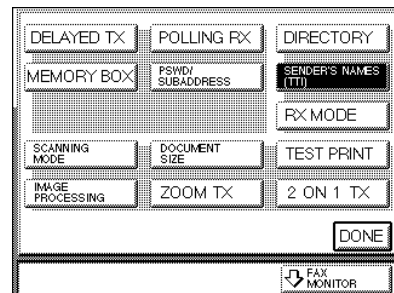 DELAYED TX
POLLING RX
DIRECTORY
MEMORY BOX
PSWD/
SUBADDRESS
SENDER'S NAMES
(TTI)
RX MODE
SCANNING
MODE
DOCUMENT
SIZE
TEST PRINT
IMAGE
PROCESSING
ZOOM TX
2 ON 1 TX
DONE
FAX
MONITOR